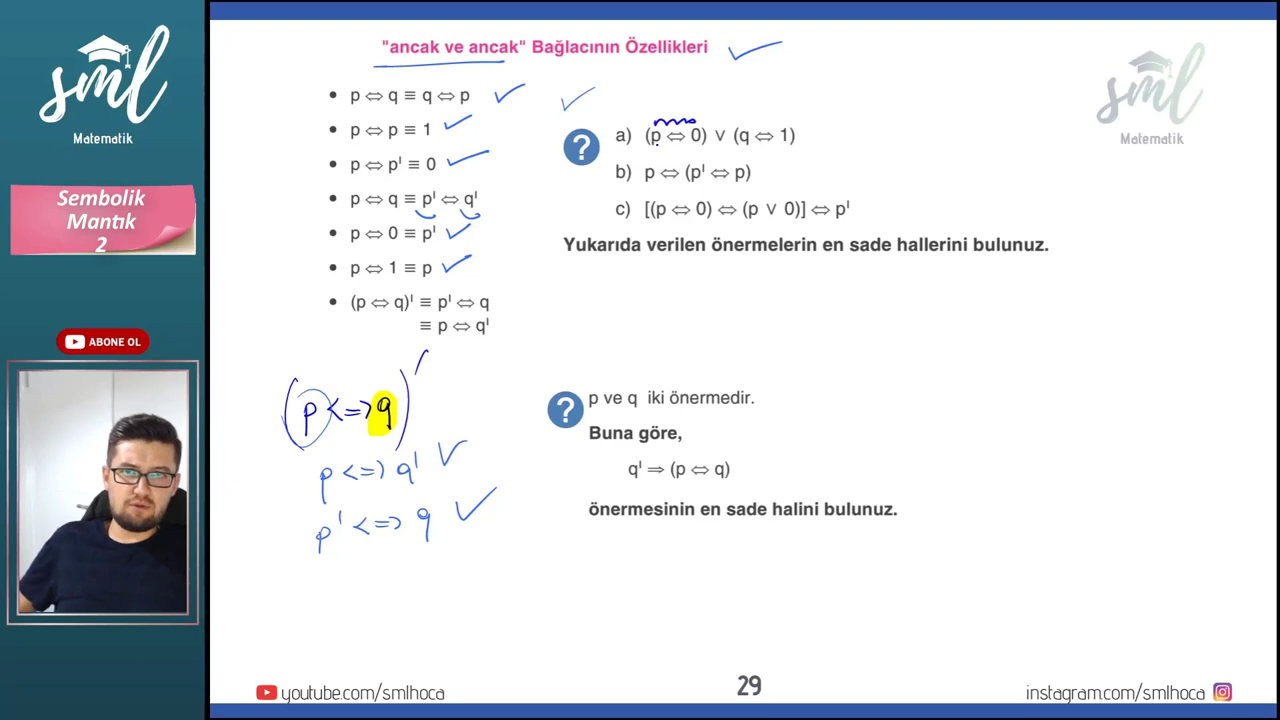 sml
Matematik
Sembolik
Mantık
2
ABONE OL
"ancak ve ancak" Bağlacının Özellikleri
• p ⇔ q ≡ q ⇔ p
• p ⇔ p ≡ 1
• p ⇔ p' ≡ 0
• p ⇔ q ≡ p' ⇔ q'
• p ⇔ 0 ≡ p'
• p ⇔ 1 ≡ p
• (p ⇔ q)' ≡ p' ⇔ q
≡ p ⇔ q'
(p <=> q)'
p <=> q'
p' <=> q
sml
Matematik
?
a) (p ⇔ 0) ∨ (q ⇔ 1)
b) p ⇔ (p' ⇔ p)
c) [(p ⇔ 0) ⇔ (p ∨ 0)] ⇔ p'
Yukarıda verilen önermelerin en sade hallerini bulunuz.
?
p ve q iki önermedir.
Buna göre,
q' ⇒ (p ⇔ q)
önermesinin en sade halini bulunuz.
youtube.com/smlhoca
29
instagram.com/smlhoca